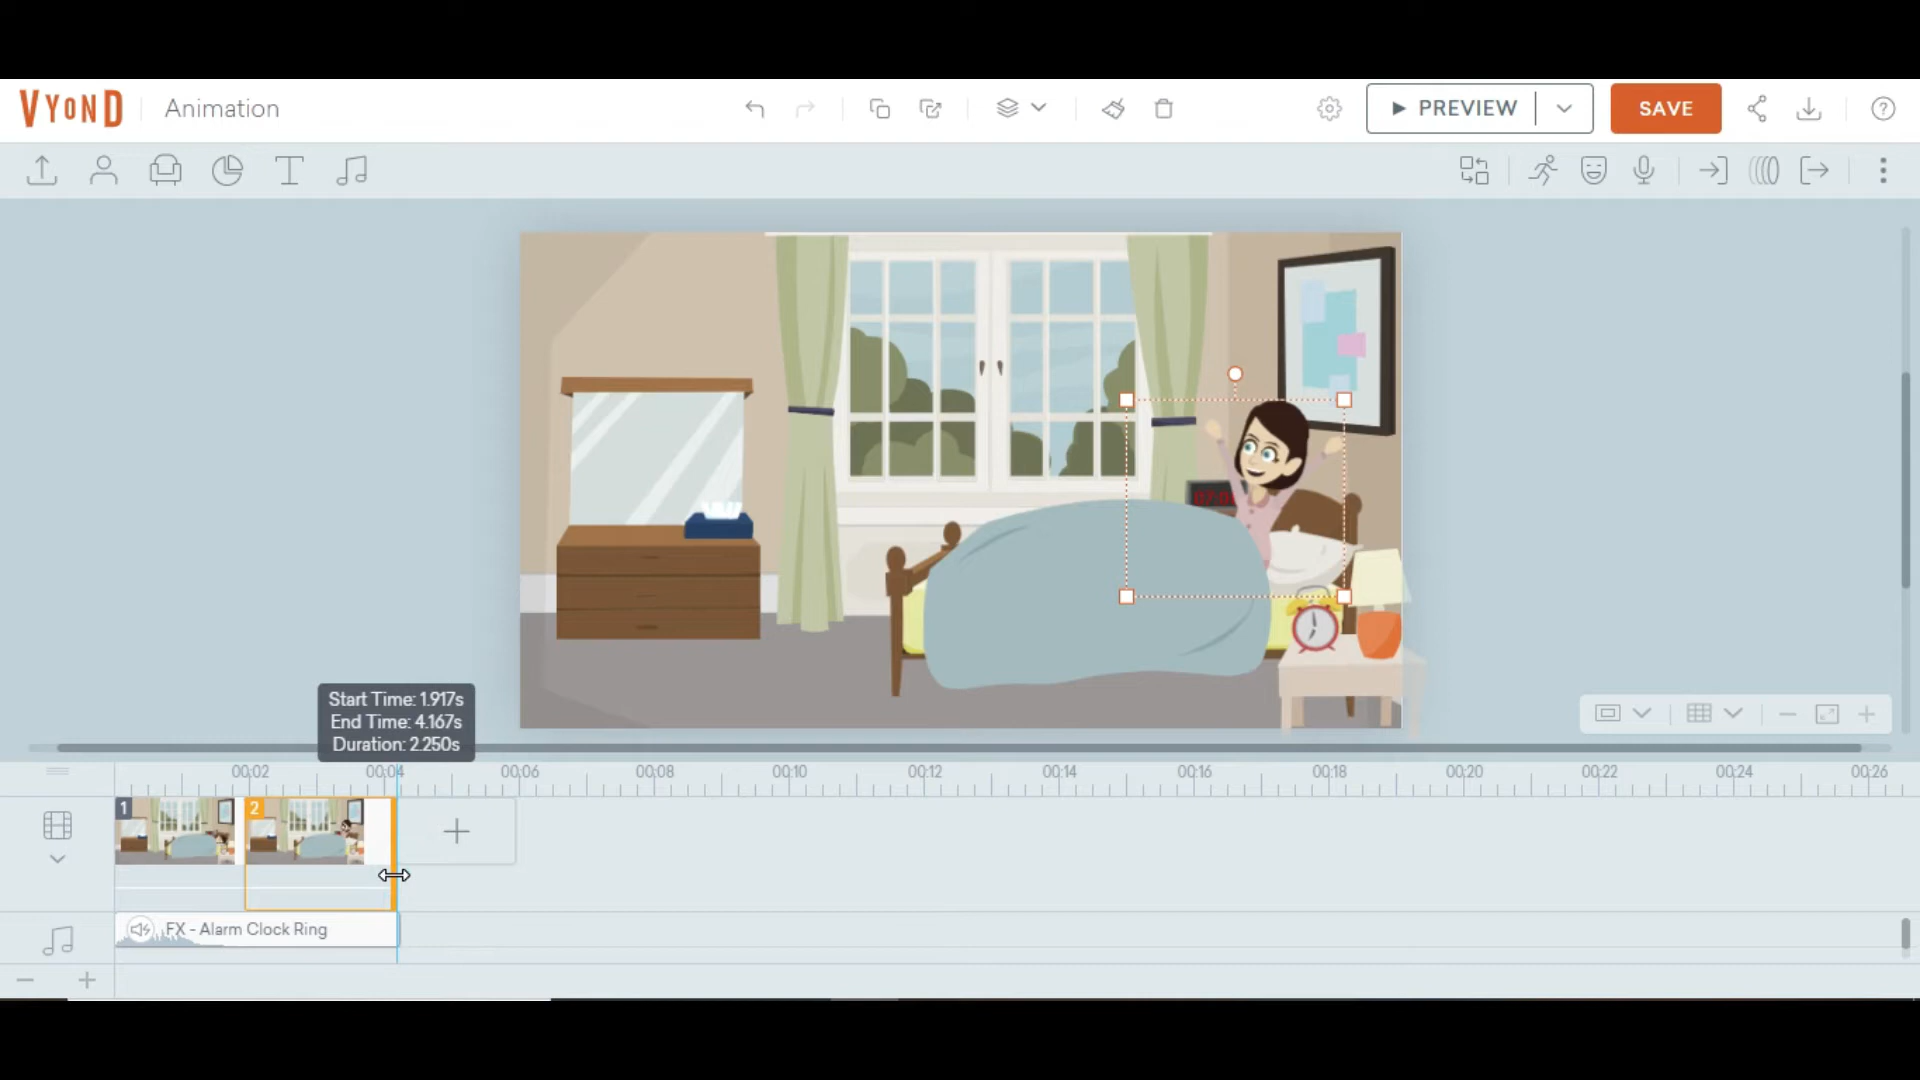 VYOND
Animation
PREVIEW
SAVE
Start Time: 1.917s
End Time: 4.167s
Duration: 2.250s
00:02
00:04
00:06
00:08
00:10
00:12
00:14
00:16
00:18
00:20
00:22
00:24
00:26
1
2
FX - Alarm Clock Ring